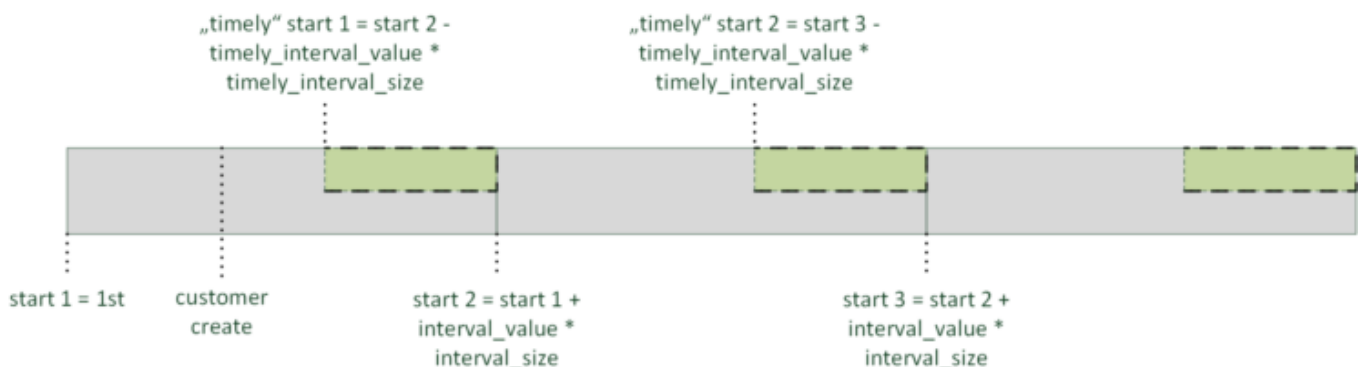 „timely“ start 1 = start 2 -
timely_interval_value *
timely_interval_size
„timely“ start 2 = start 3 -
timely_interval_value *
timely_interval_size
start 1 = 1st
customer
create
start 2 = start 1 +
interval_value *
interval_size
start 3 = start 2 +
interval_value *
interval_size